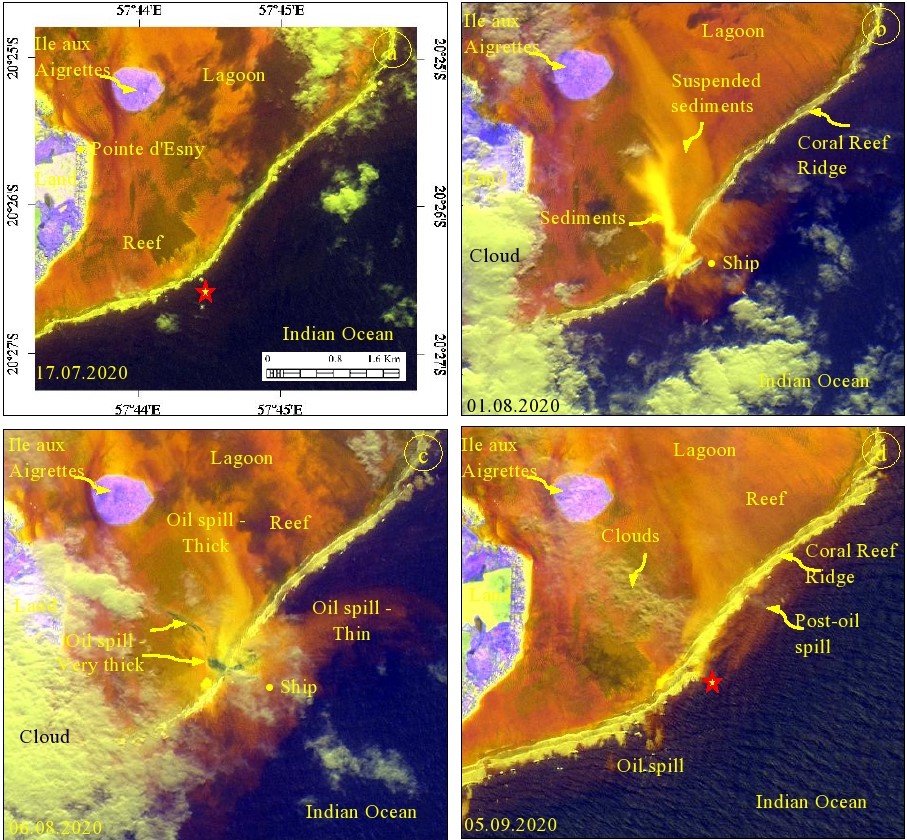 57°44'E 57°45'E
20°25'S
20°26'S
20°27'S
Ile aux
Aigrettes
Lagoon
a
20°25'S
20°26'S
20°27'S
Pointe d'Esny
Land
Reef
Indian Ocean
0 0.8 1.6 Km
17.07.2020
57°44'E 57°45'E
Ile aux
Aigrettes
Lagoon
b
Suspended
sediments
Coral Reef
Ridge
Land
Sediments
Cloud
Ship
Indian Ocean
01.08.2020
Ile aux
Aigrettes
Lagoon
c
Oil spill -
Thick
Reef
Land
Oil spill -
Thin
Oil spill -
Very thick
Ship
Cloud
Indian Ocean
06.08.2020
Ile aux
Aigrettes
Lagoon
d
Reef
Clouds
Coral Reef
Ridge
Land
Post-oil
spill
Oil spill
Indian Ocean
05.09.2020